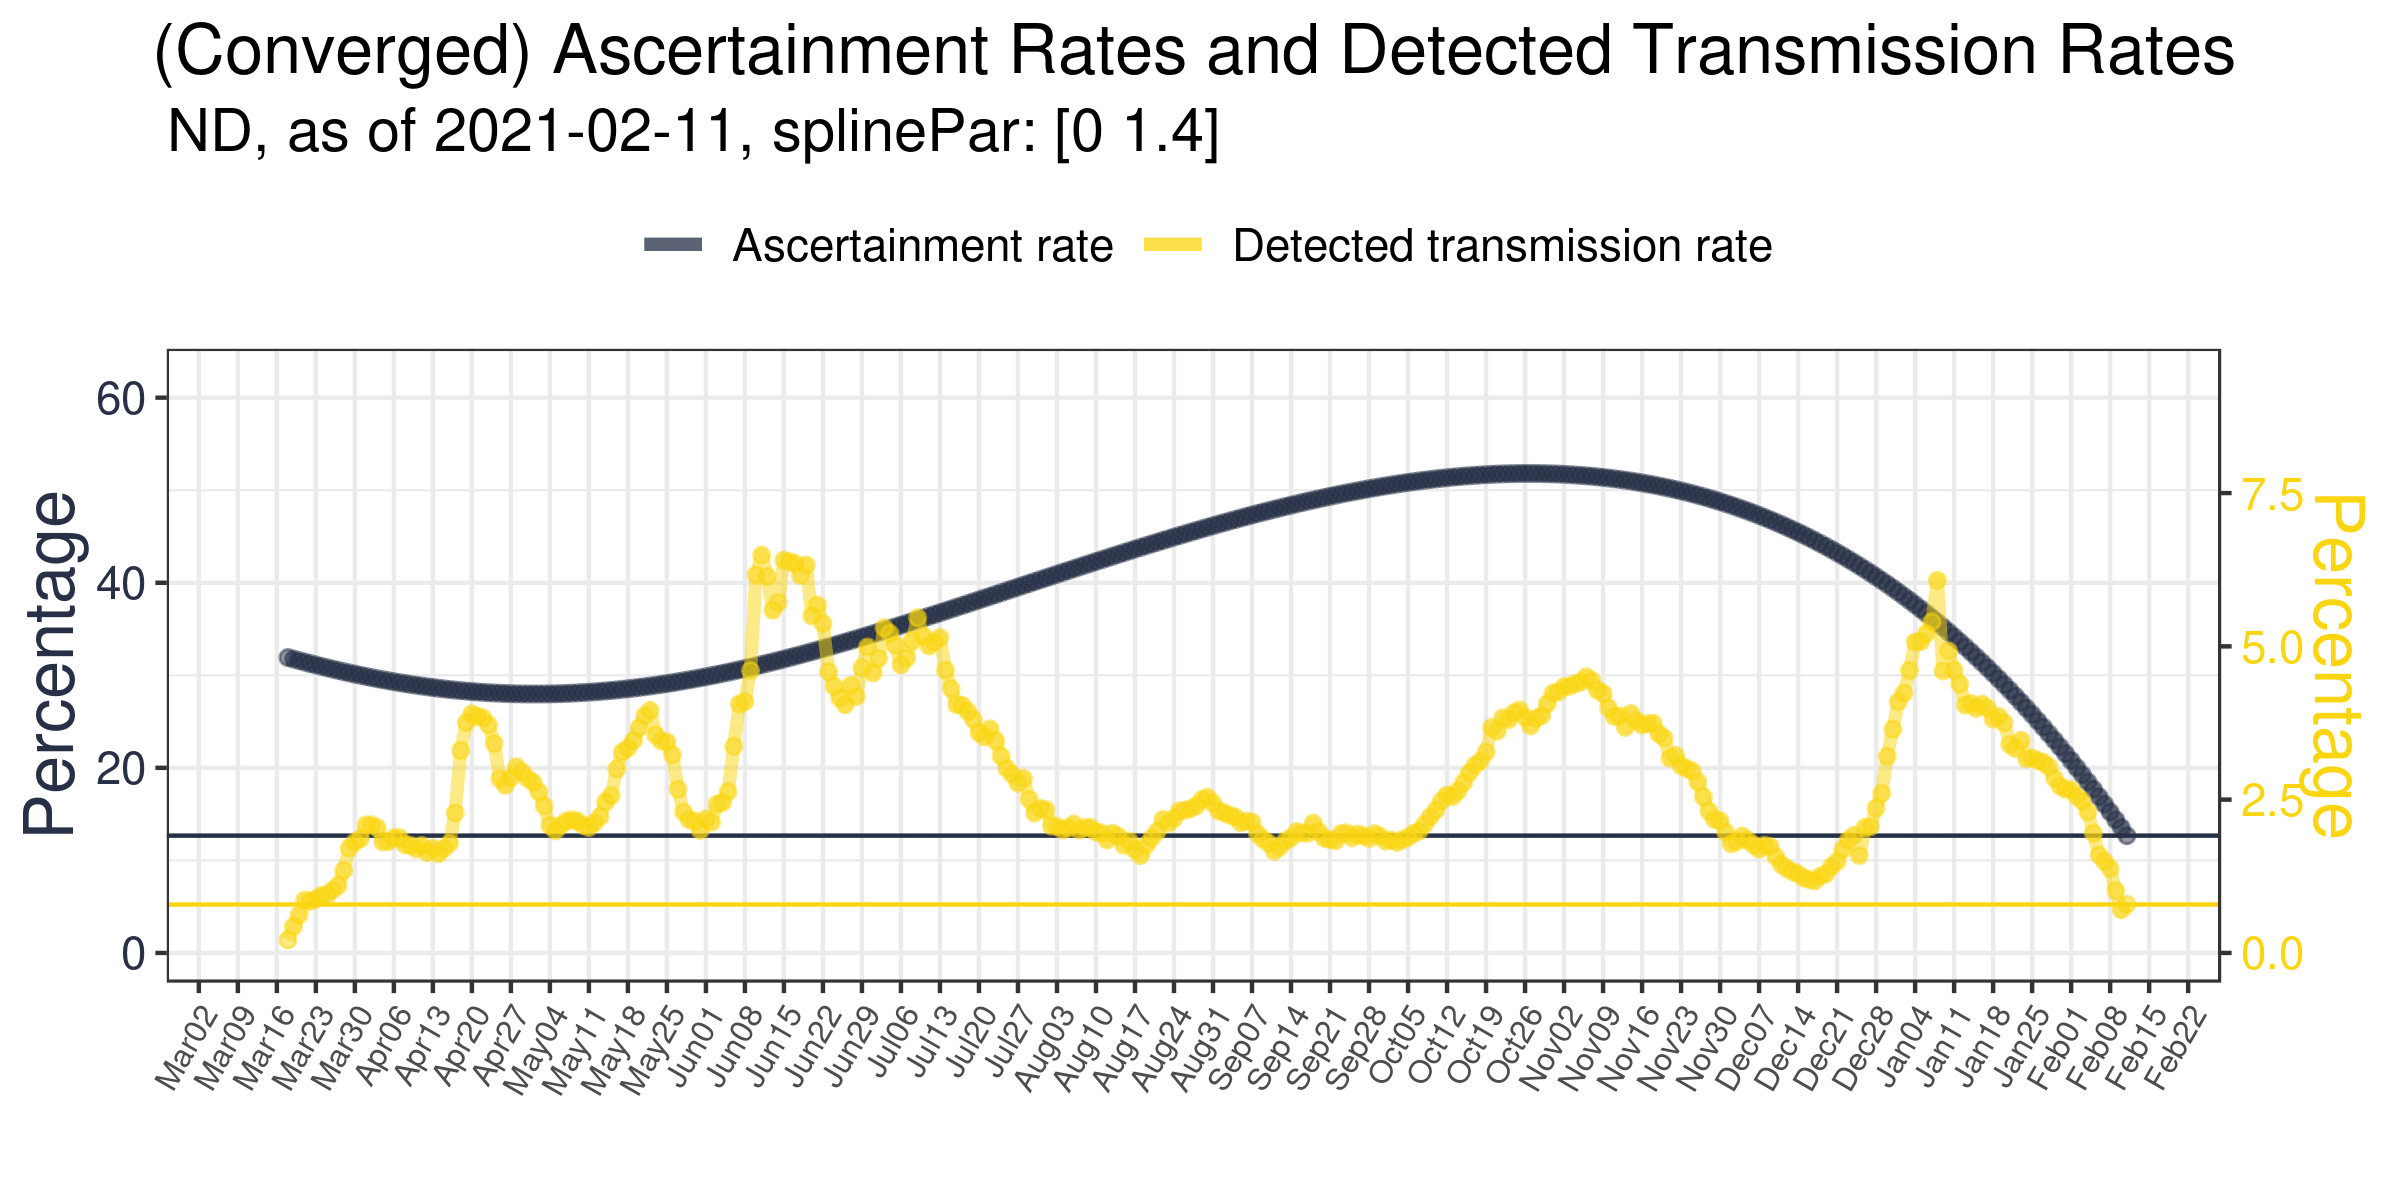 (Converged) Ascertainment Rates and Detected Transmission Rates
ND, as of 2021-02-11, splinePar: [0 1.4]
Ascertainment rate
Detected transmission rate
Percentage
60
40
20
0
7.5
5.0
2.5
0.0
Percentage
Mar02
Mar09
Mar16
Mar23
Mar30
Apr06
Apr13
Apr20
Apr27
May04
May11
May18
May25
Jun01
Jun08
Jun15
Jun22
Jun29
Jul06
Jul13
Jul20
Jul27
Aug03
Aug10
Aug17
Aug24
Aug31
Sep07
Sep14
Sep21
Sep28
Oct05
Oct12
Oct19
Oct26
Nov02
Nov09
Nov16
Nov23
Nov30
Dec07
Dec14
Dec21
Dec28
Jan04
Jan11
Jan18
Jan25
Feb01
Feb08
Feb15
Feb22